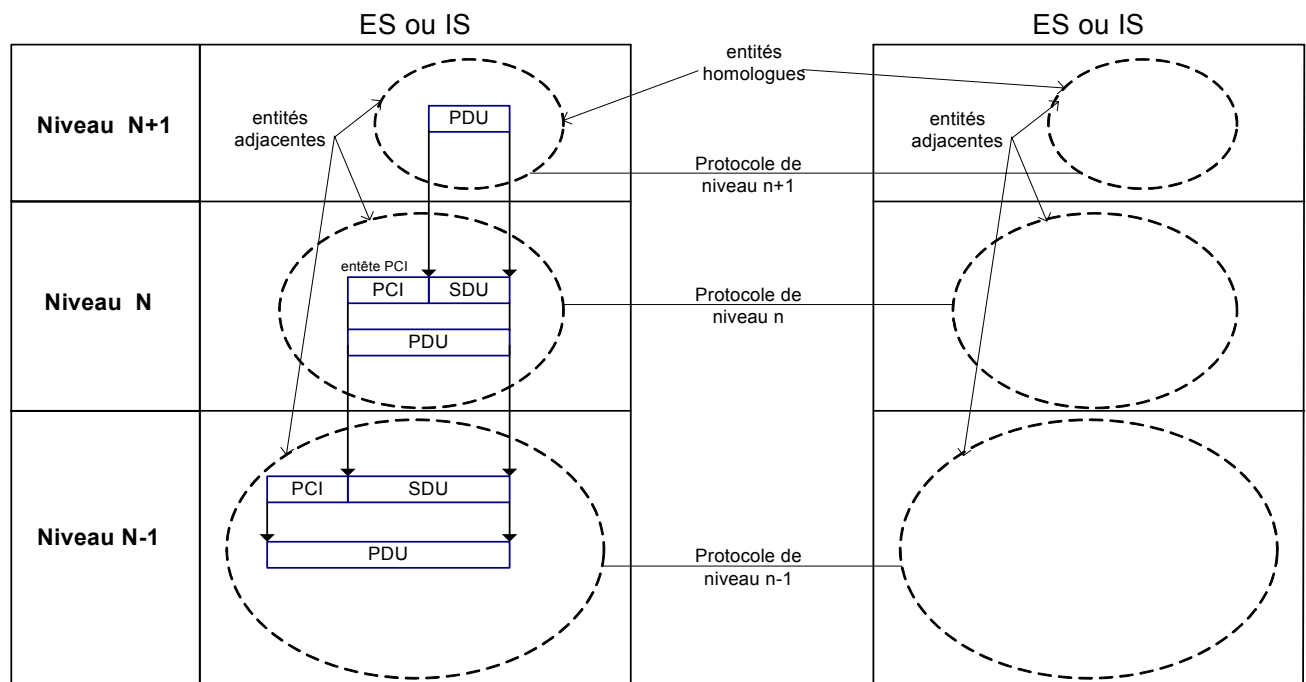 ES ou IS
ES ou IS
entités
homologues
Niveau N+1
PDU
entités
adjacentes
entités
adjacentes
Protocole de
niveau n+1
Niveau N
entête PCI
PCI
SDU
PDU
Protocole de
niveau n
Niveau N-1
PCI
SDU
PDU
Protocole de
niveau n-1